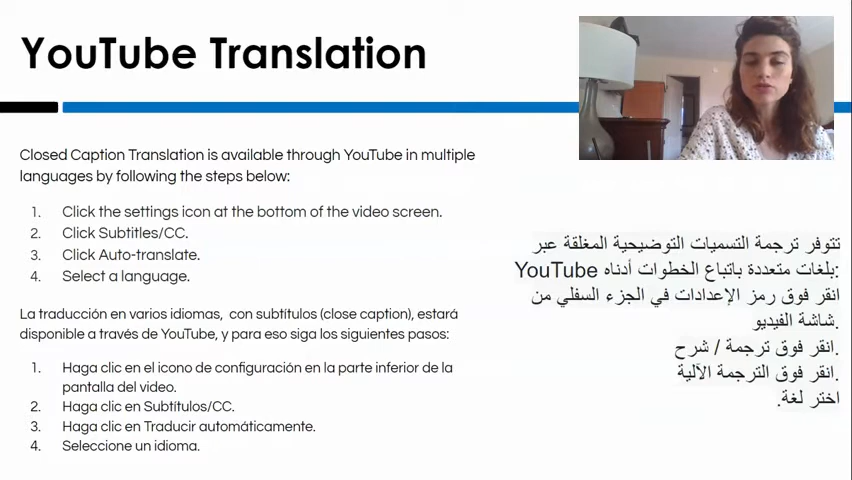 YouTube Translation
Closed Caption Translation is available through YouTube in multiple
languages by following the steps below:
1. Click the settings icon at the bottom of the video screen.
2. Click Subtitles/CC.
3. Click Auto-translate.
4. Select a language.
La traducción en varios idiomas, con subtítulos (close caption), estará
disponible a través de YouTube, y para eso siga los siguientes pasos:
1. Haga clic en el icono de configuración en la parte inferior de la
pantalla del video.
2. Haga clic en Subtítulos/CC.
3. Haga clic en Traducir automáticamente.
4. Seleccione un idioma.
تتوفر ترجمة التسميات التوضيحية المغلقة عبر
:بلغات متعددة باتباع الخطوات أدناه YouTube
انقر فوق رمز الإعدادات في الجزء السفلي من
.شاشة الفيديو
.انقر فوق ترجمة / شرح
.انقر فوق الترجمة الآلية
اختر لغة.